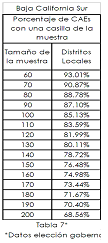 Baja California Sur
Porcentaje de CAEs
con una casilla de la
muestra
Tamaño de la muestra Distritos Locales
60 93.01%
70 90.87%
80 88.78%
90 87.10%
100 85.13%
110 83.59%
120 81.99%
130 80.11%
140 78.72%
150 76.48%
160 74.98%
170 73.44%
180 71.67%
190 70.40%
200 68.56%
Tabla 7*
*Datos elección goberna